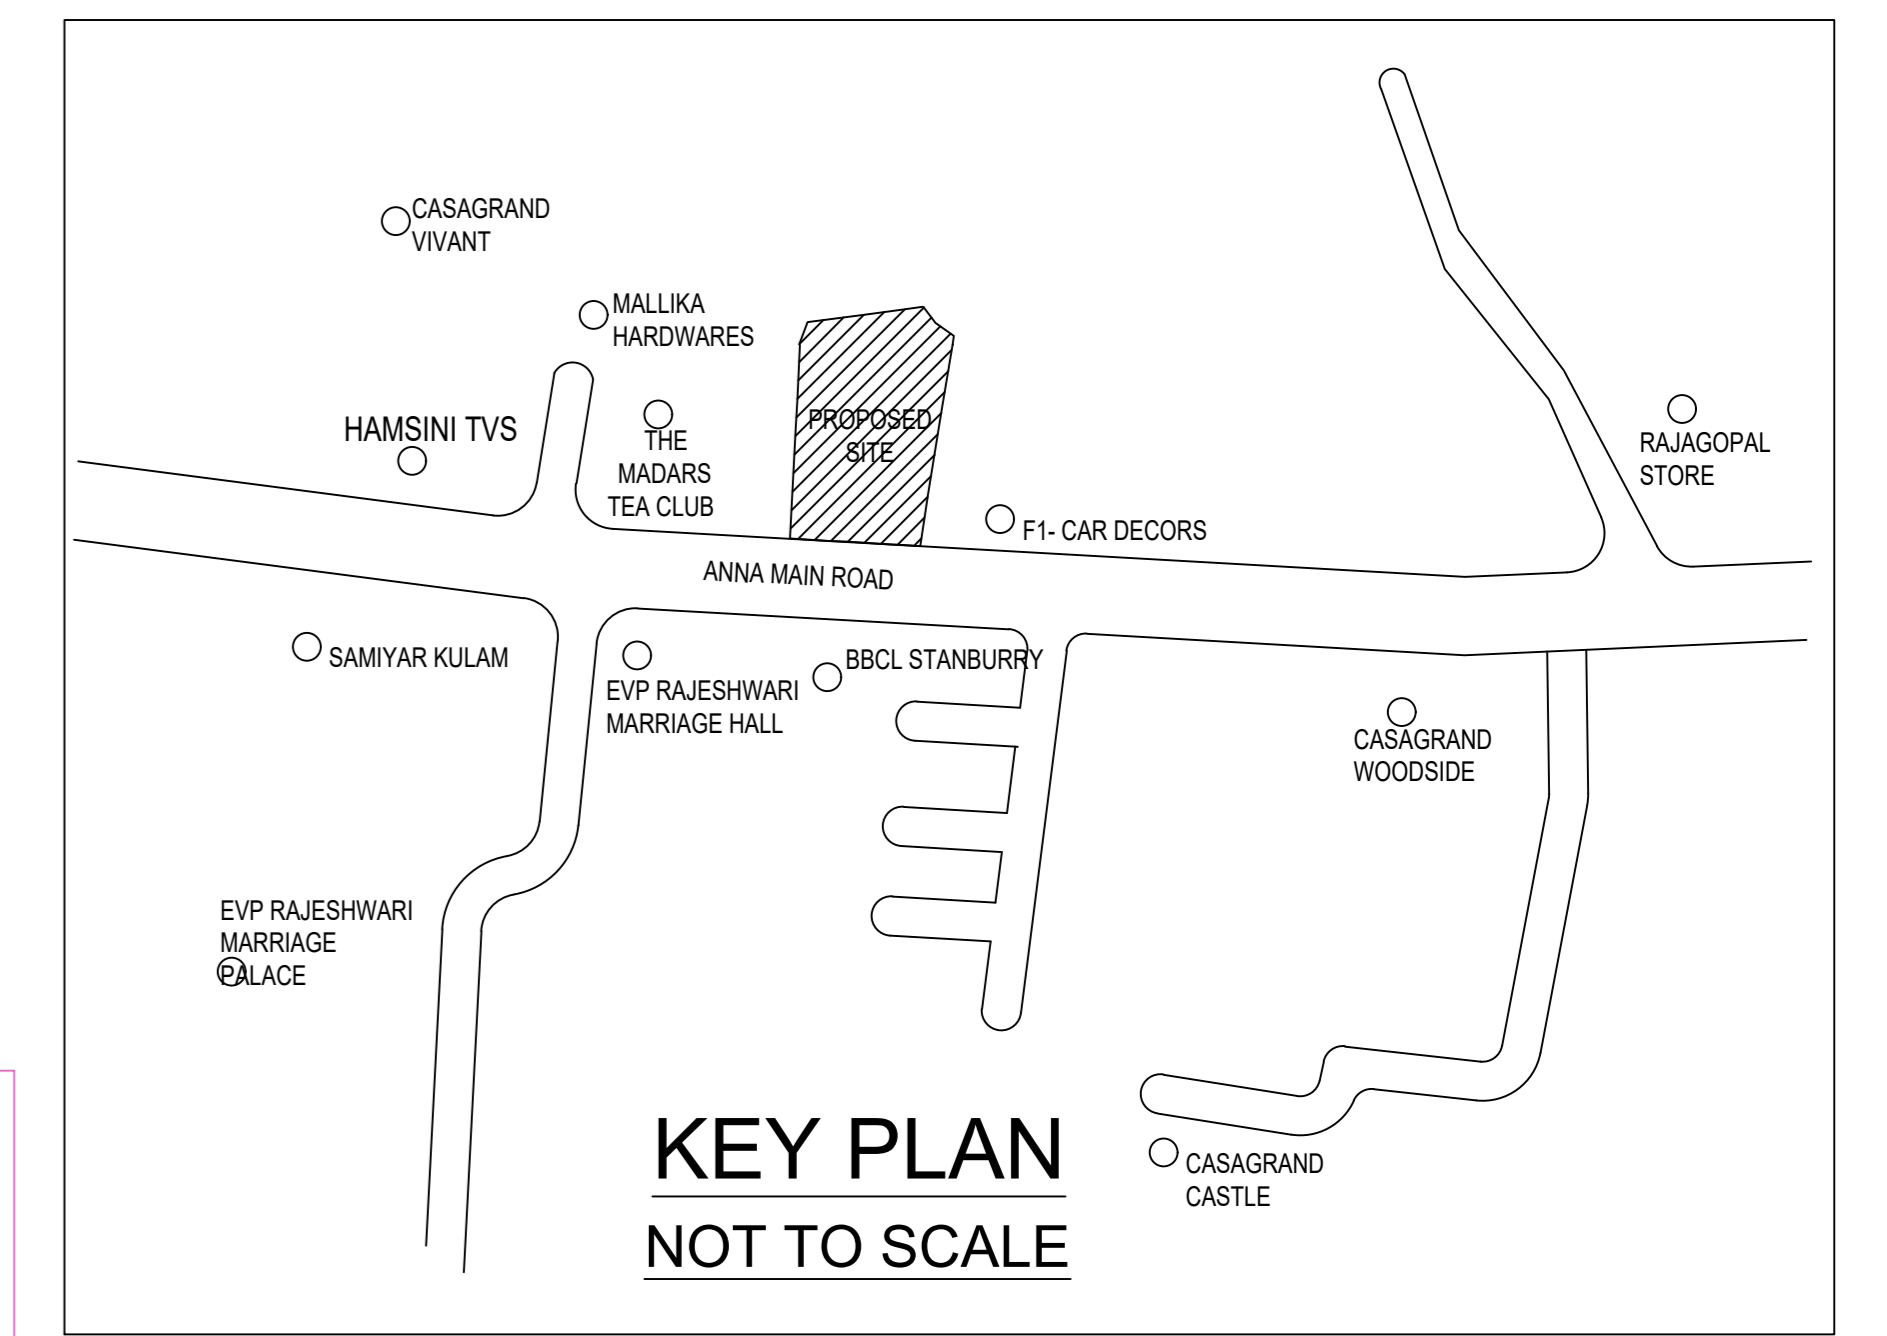 CASAGRAND
VIVANT
MALLIKA
HARDWARES
HAMSINI TVS
THE
MADARS
TEA CLUB
PROPOSED
SITE
F1- CAR DECORS
RAJAGOPAL
STORE
ANNA MAIN ROAD
SAMIYAR KULAM
EVP RAJESHWARI
MARRIAGE HALL
BBCL STANBURRY
CASAGRAND
WOODSIDE
EVP RAJESHWARI
MARRIAGE
PALACE
CASAGRAND
CASTLE
KEY PLAN
NOT TO SCALE